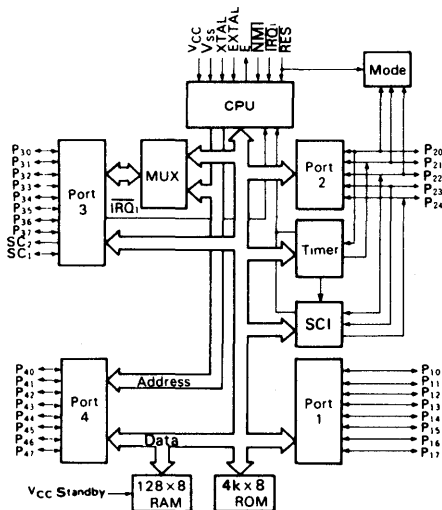 VCC
VSS
XTAL
EXTAL
E
NMI
IRQ1
RES
Mode
CPU
P30
P31
P32
P33
P34
P35
P36
P37
SC2
SC1
Port
3
MUX
IRQ1
Port
2
P20
P21
P22
P23
P24
Timer
SCI
P40
P41
P42
P43
P44
P45
P46
P47
Port
4
Address
Data
Port
1
P10
P11
P12
P13
P14
P15
P16
P17
VCC Standby
128×8
RAM
4k×8
ROM